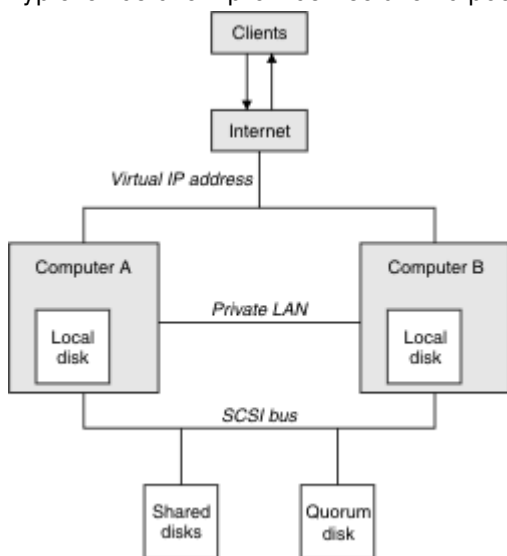 Clients
Internet
Virtual IP address
Computer A
Computer B
Private LAN
Local
disk
Local
disk
SCSI bus
Shared
disks
Quorum
disk